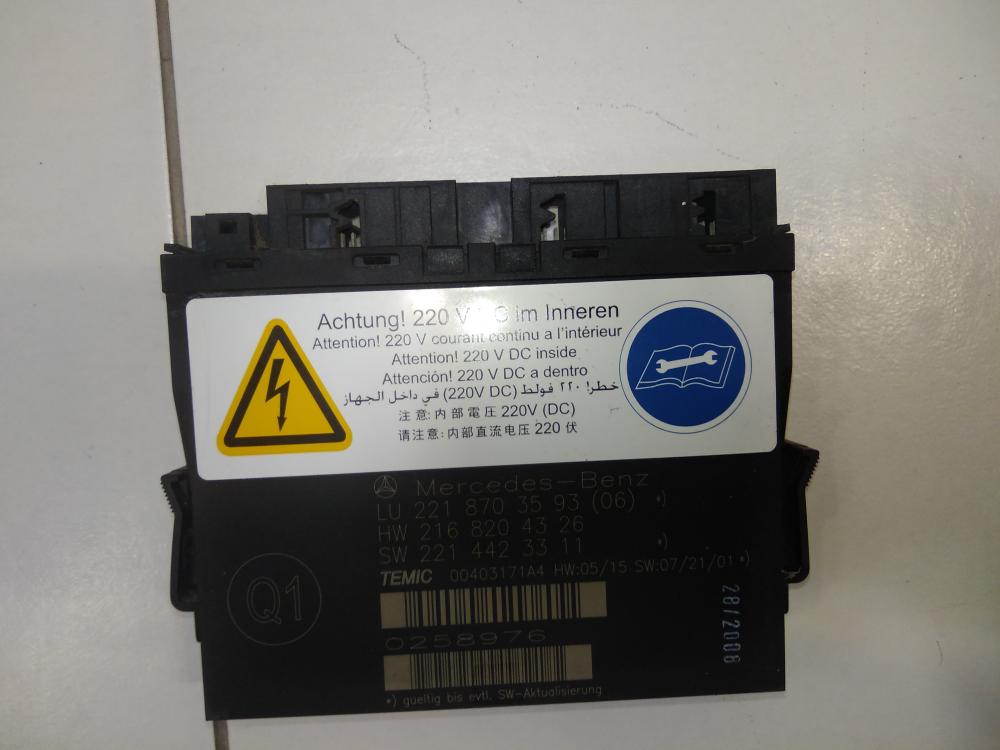 Achtung! 220 V DC im Inneren
Attention! 220 V courant continu a l'intérieur
Attention! 220 V DC inside
Attención! 220 V DC a dentro
خطر! ٢٢٠ فولط (220V DC) في داخل الجهاز
注意: 内部電圧 220V (DC)
请注意: 内部直流电压 220 伏
Mercedes-Benz
LU 221 870 35 93 (06) *)
HW 216 820 43 26
SW 221 442 33 11 *)
TEMIC 00403171A4 HW:05/15 SW:07/21/01 *)
Q1
28/2008
0258976
*) gueltig bis evtl. SW-Aktualisierung